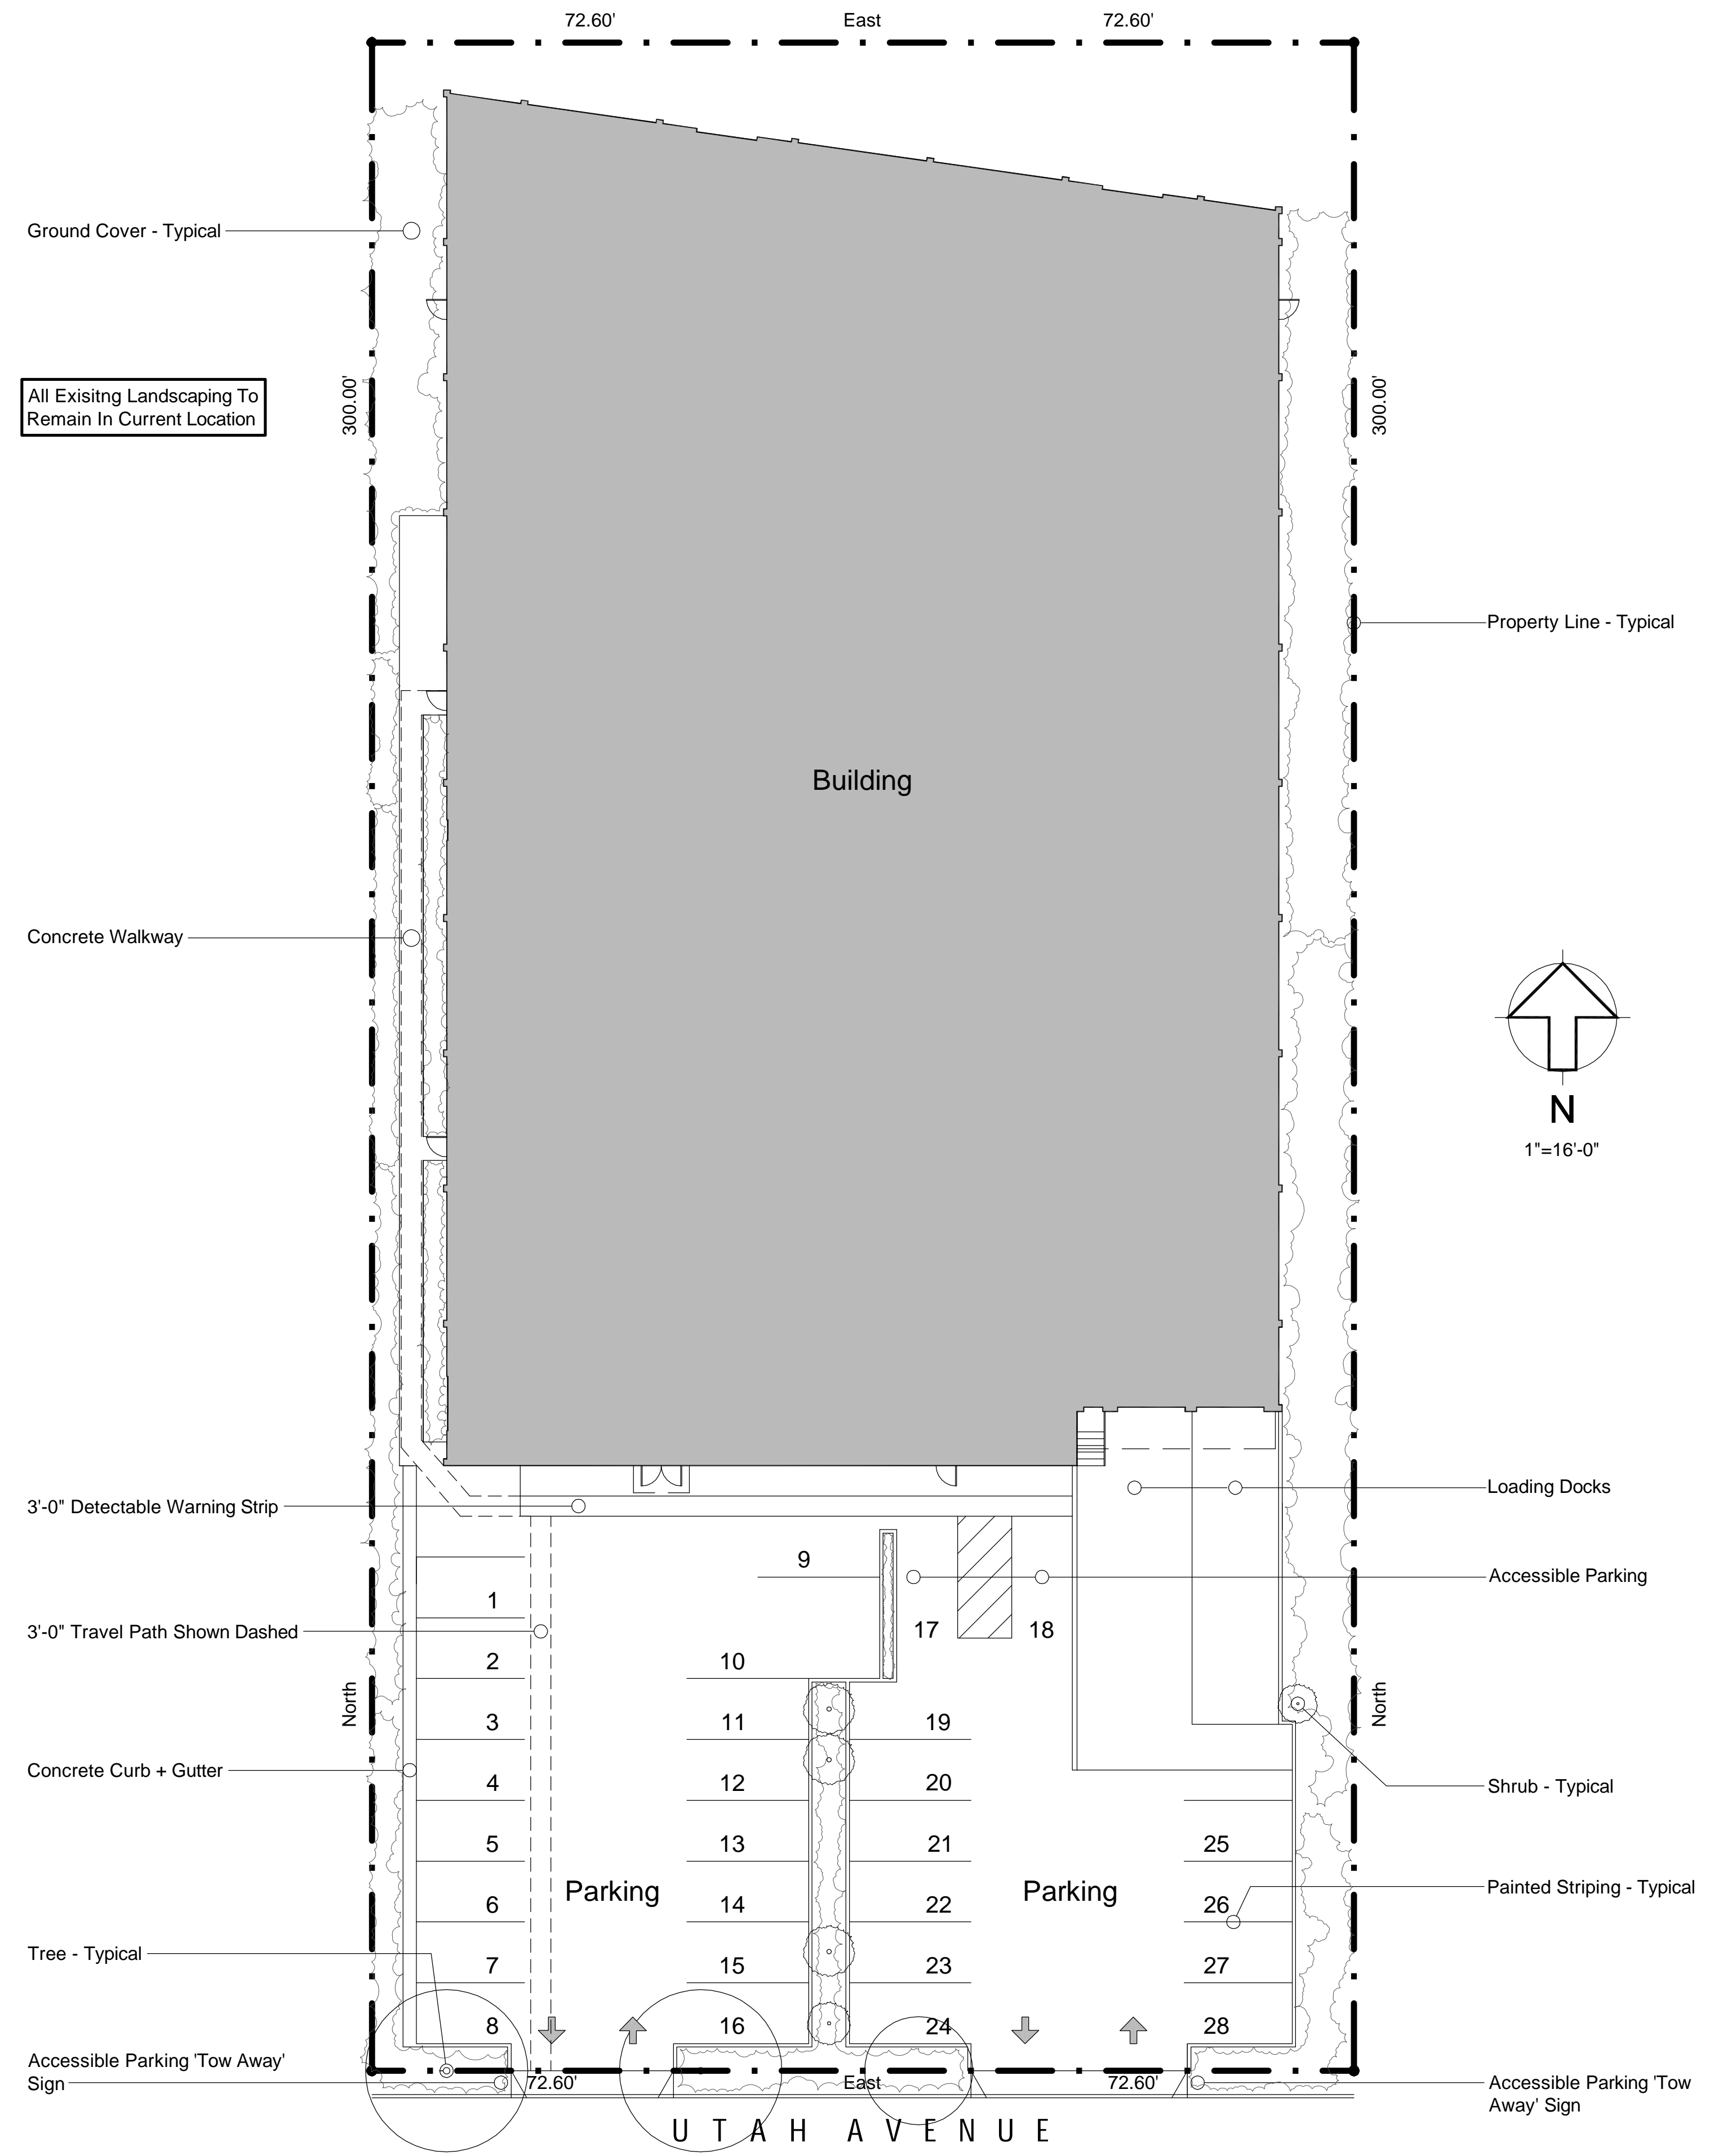 72.60' East 72.60'
Ground Cover - Typical
All Exisitng Landscaping To
Remain In Current Location
300.00'
300.00'
Property Line - Typical
Building
Concrete Walkway
N
1"=16'-0"
Loading Docks
3'-0" Detectable Warning Strip
9
Accessible Parking
1
17
18
3'-0" Travel Path Shown Dashed
2
10
North
North
3
11
19
Concrete Curb + Gutter
4
12
20
Shrub - Typical
5
13
21
25
Parking
Parking
Painted Striping - Typical
6
14
22
26
Tree - Typical
7
15
23
27
8
16
24
28
Accessible Parking 'Tow Away'
Sign
72.60' East 72.60'
Accessible Parking 'Tow
Away' Sign
UTAH AVENUE